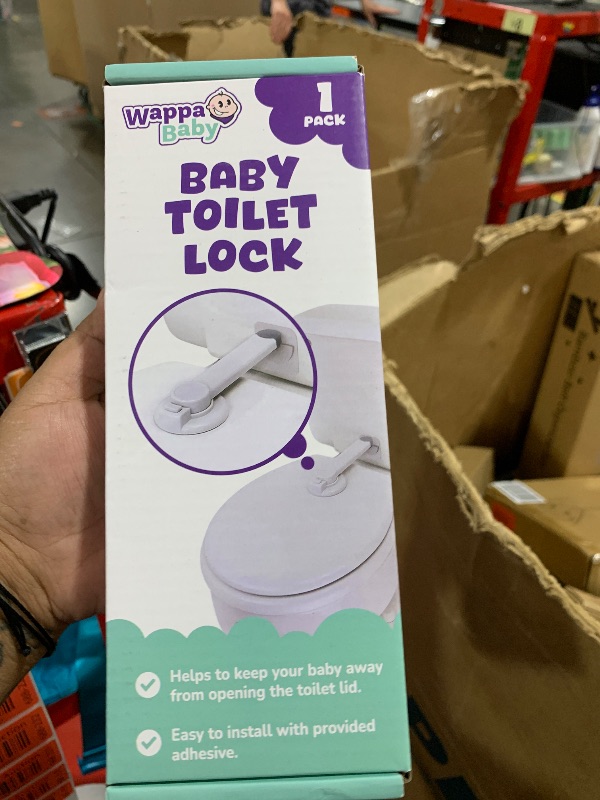 Wappa
Baby
1
PACK
BABY
TOILET
LOCK
Helps to keep your baby away
from opening the toilet lid.
Easy to install with provided
adhesive.